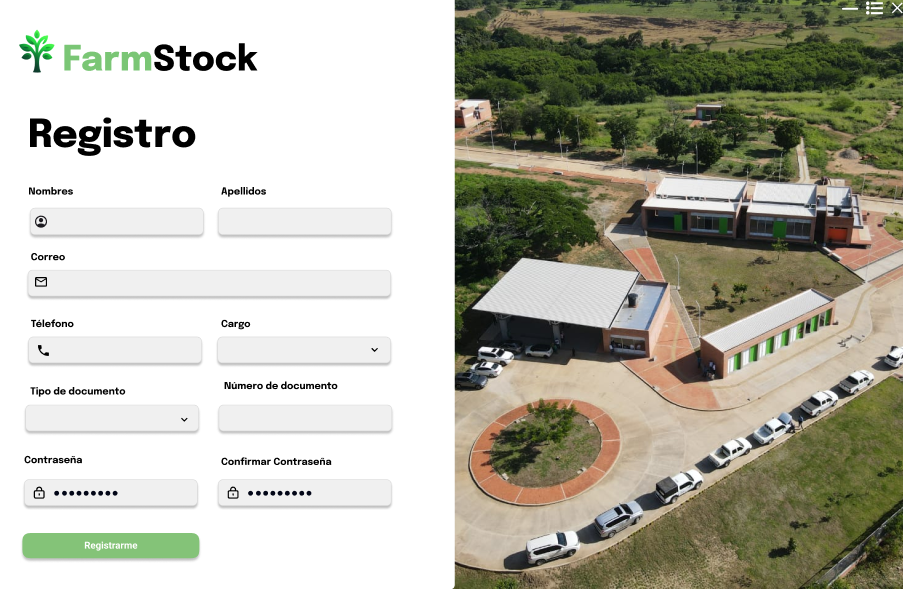 FarmStock
Registro
Nombres Apellidos
Correo
Télefono Cargo
Tipo de documento Número de documento
Contraseña Confirmar Contraseña
Registrarme